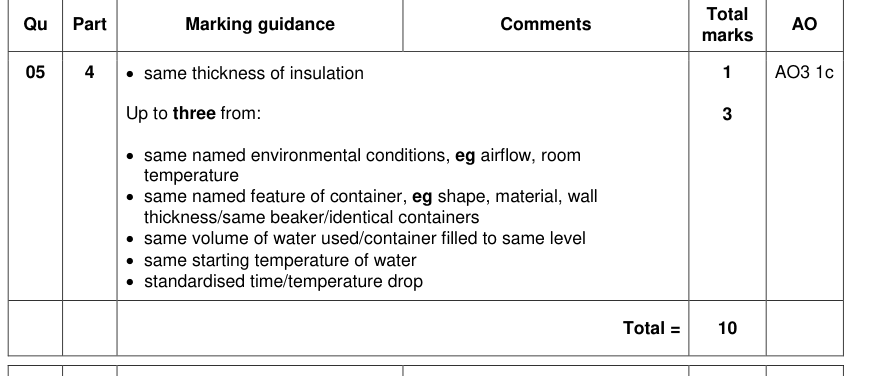 Qu Part Marking guidance Comments Total marks AO
05 4 • same thickness of insulation 1 AO3 1c
Up to three from: 3
• same named environmental conditions, eg airflow, room
temperature
• same named feature of container, eg shape, material, wall
thickness/same beaker/identical containers
• same volume of water used/container filled to same level
• same starting temperature of water
• standardised time/temperature drop
Total = 10